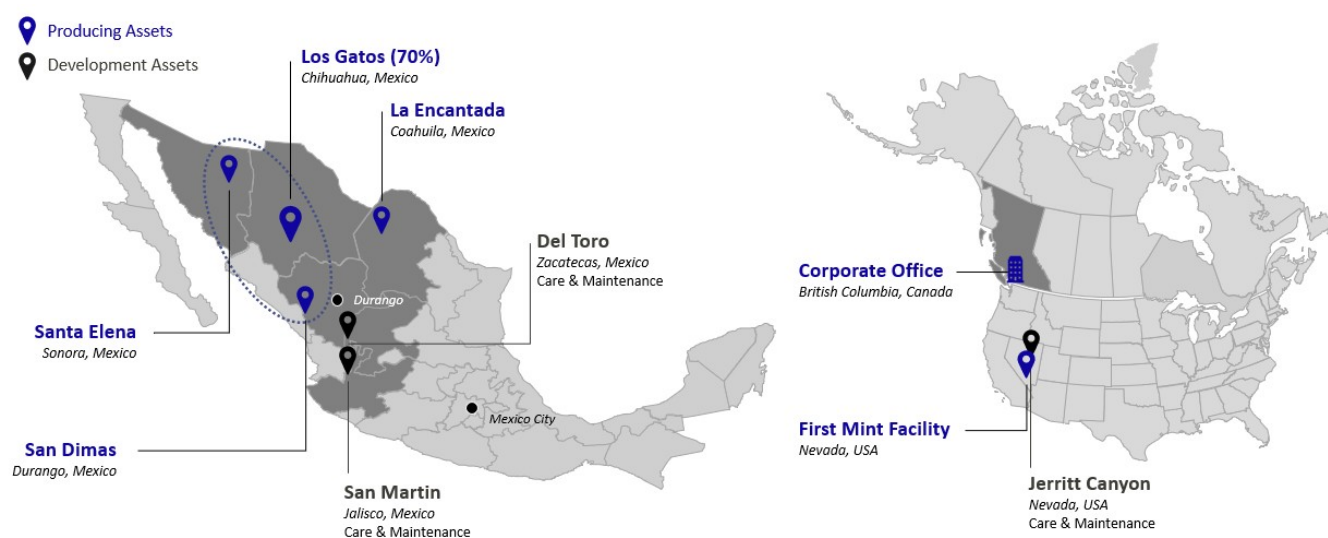 Producing Assets
Development Assets
Los Gatos (70%)
Chihuahua, Mexico
La Encantada
Coahuila, Mexico
Del Toro
Zacatecas, Mexico
Care & Maintenance
Durango
Santa Elena
Sonora, Mexico
Mexico City
San Dimas
Durango, Mexico
San Martin
Jalisco, Mexico
Care & Maintenance
Corporate Office
British Columbia, Canada
First Mint Facility
Nevada, USA
Jerritt Canyon
Nevada, USA
Care & Maintenance